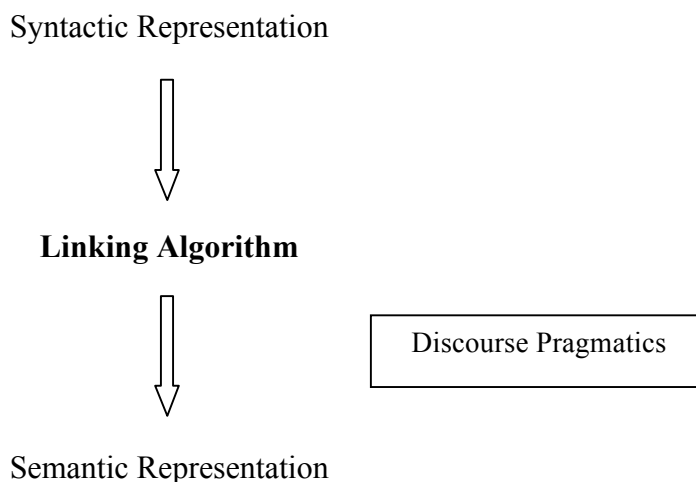 Syntactic Representation
Linking Algorithm
Discourse Pragmatics
Semantic Representation